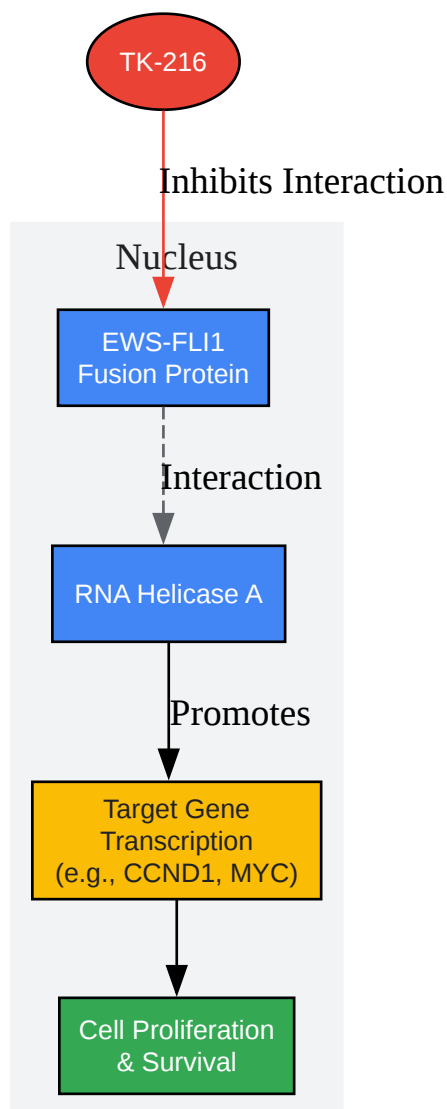 TK-216
Inhibits Interaction
Nucleus
EWS-FLI1
Fusion Protein
Interaction
RNA Helicase A
Promotes
Target Gene
Transcription
(e.g., CCND1, MYC)
Cell Proliferation
& Survival